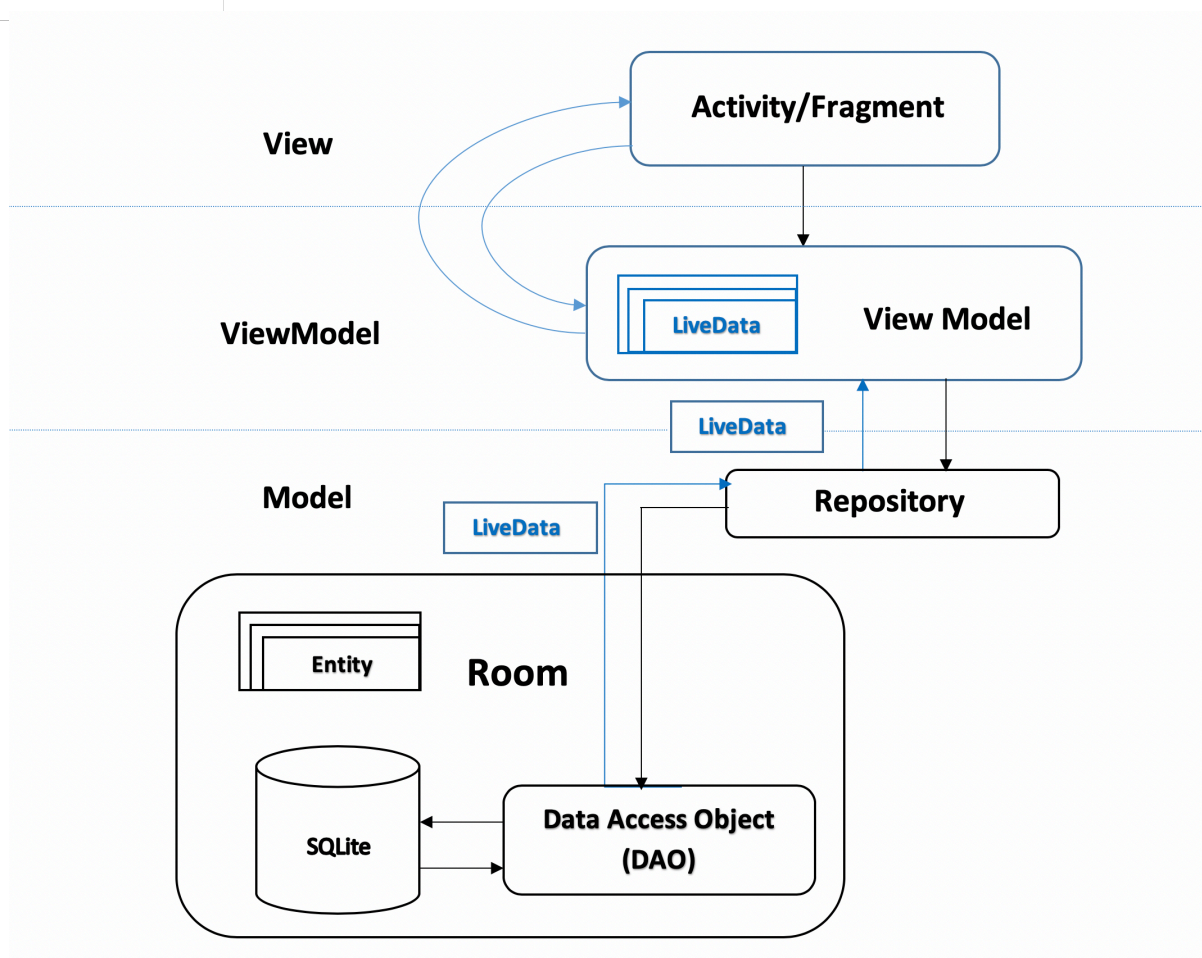 Activity/Fragment
View
LiveData
View Model
ViewModel
LiveData
Model
Repository
LiveData
Entity
Room
SQLite
Data Access Object
(DAO)